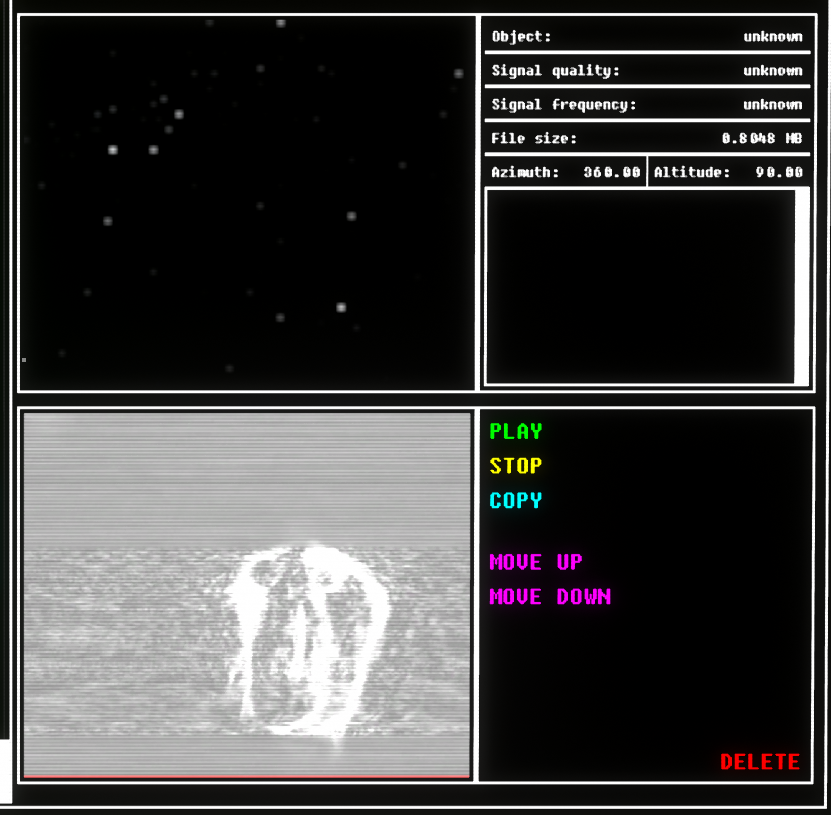 Object: unknown
Signal quality: unknown
Signal frequency: unknown
File size: 0.8048 MB
Azimuth: 360.00 Altitude: 90.00
PLAY
STOP
COPY
MOVE UP
MOVE DOWN
DELETE